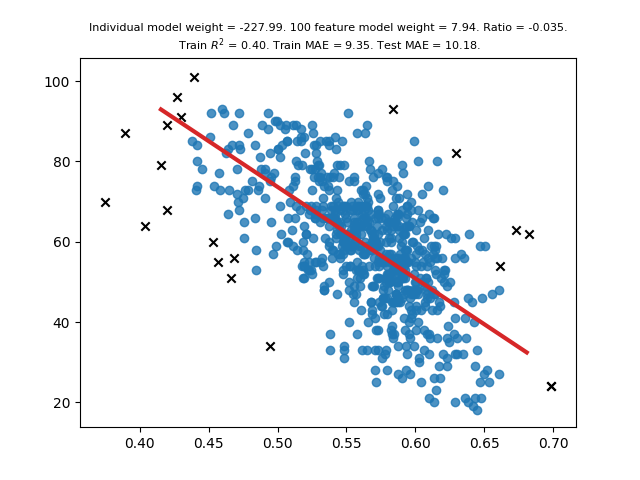 Individual model weight = -227.99. 100 feature model weight = 7.94. Ratio = -0.035.
Train R² = 0.40. Train MAE = 9.35. Test MAE = 10.18.
100
80
60
40
20
0.40 0.45 0.50 0.55 0.60 0.65 0.70